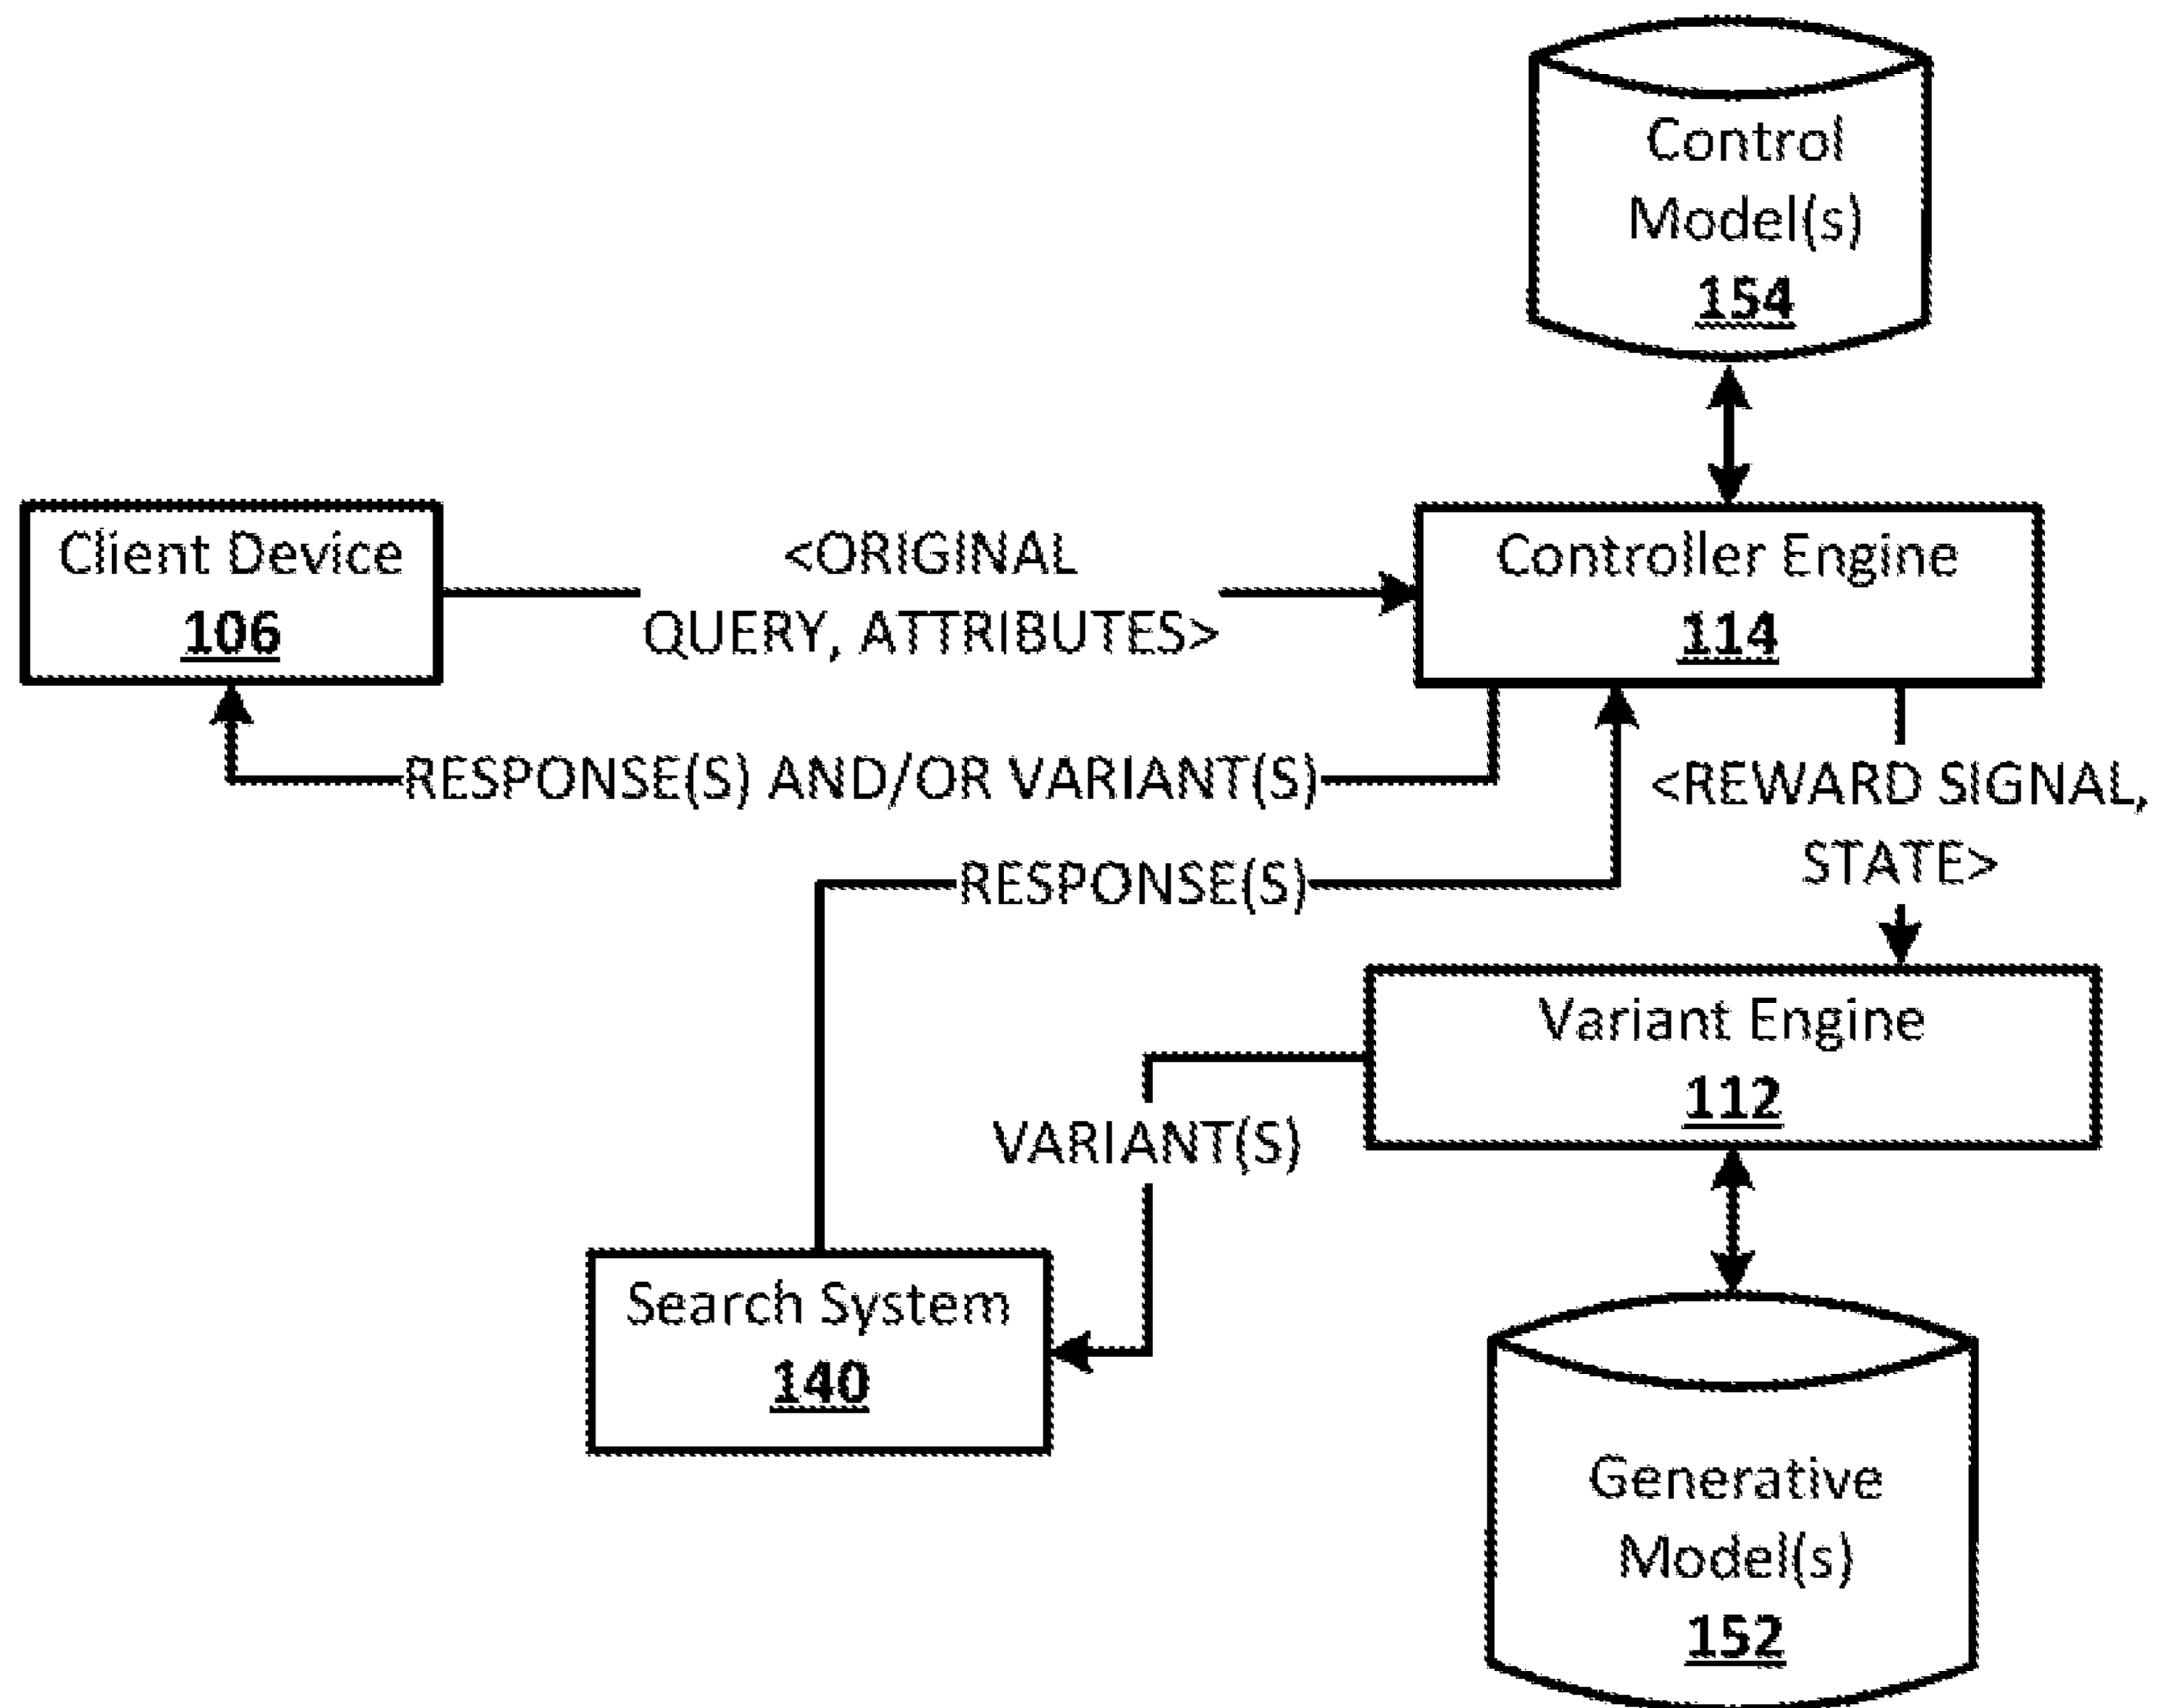 Control
Model(s)
154
Client Device
106
<ORIGINAL
QUERY, ATTRIBUTES>
Controller Engine
114
RESPONSE(S) AND/OR VARIANT(S)
<REWARD SIGNAL,
STATE>
RESPONSE(S)
Variant Engine
112
VARIANT(S)
Search System
140
Generative
Model(s)
152